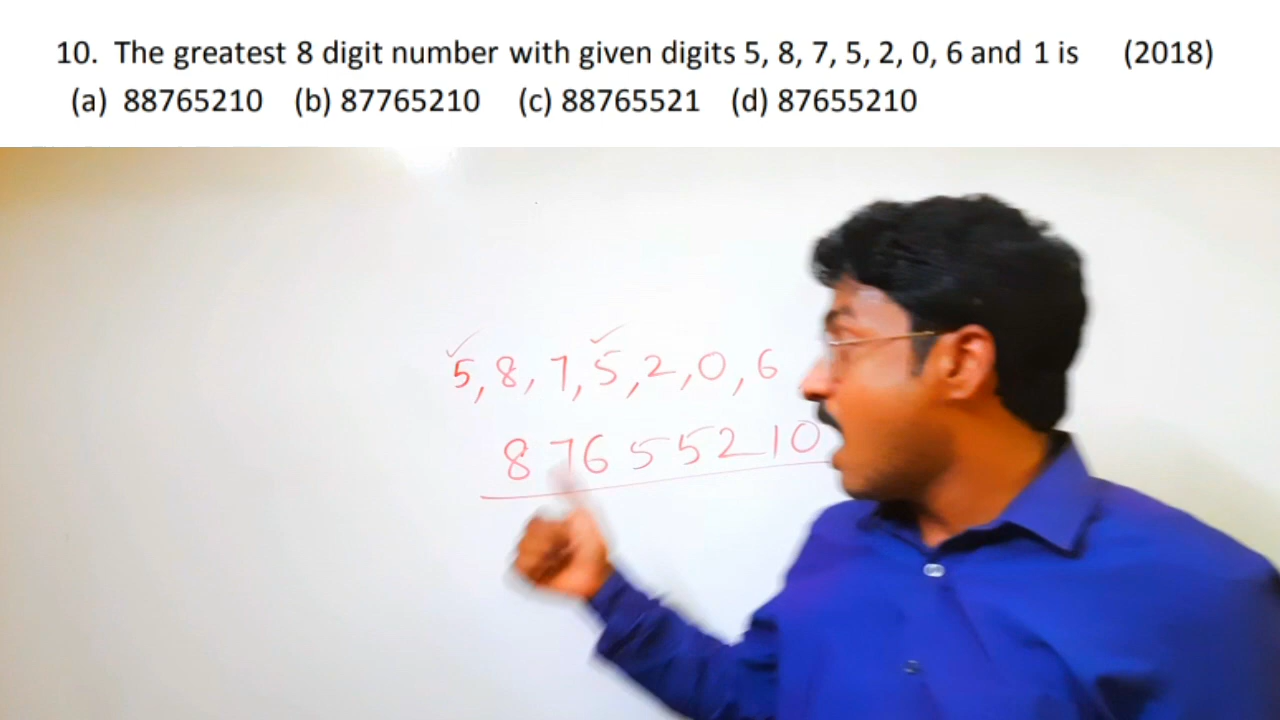 10. The greatest 8 digit number with given digits 5, 8, 7, 5, 2, 0, 6 and 1 is (2018)
(a) 88765210 (b) 87765210 (c) 88765521 (d) 87655210
5, 8, 7, 5, 2, 0, 6
87655210